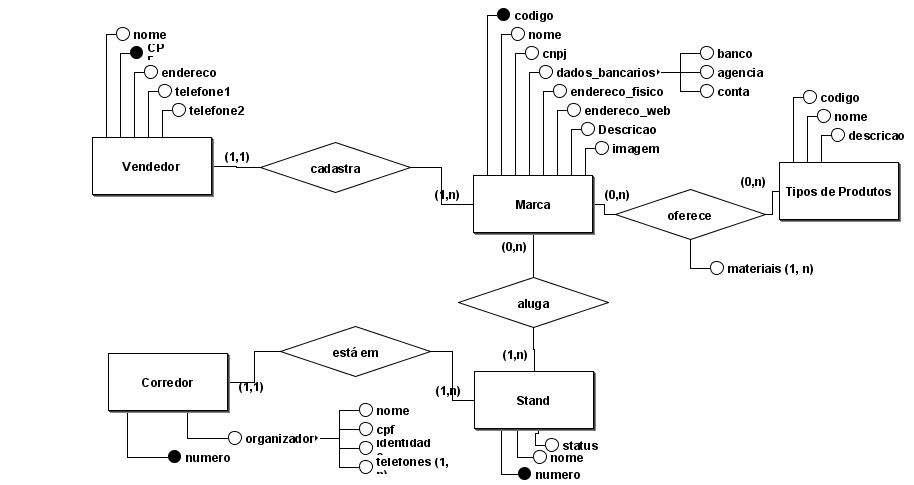 nome
CP
endereco
telefone1
telefone2
Vendedor
(1,1)
cadastra
(1,n)
codigo
nome
cnpj
dados_bancarios
banco
agencia
conta
endereco_fisico
endereco_web
Descricao
imagem
Marca
(0,n)
oferece
(0,n)
materiais (1, n)
codigo
nome
descricao
Tipos de Produtos
(0,n)
aluga
(1,n)
Corredor
(1,1)
está em
(1,n)
Stand
numero
organizador
nome
cpf
identidad
telefones (1,
n)
status
nome
numero